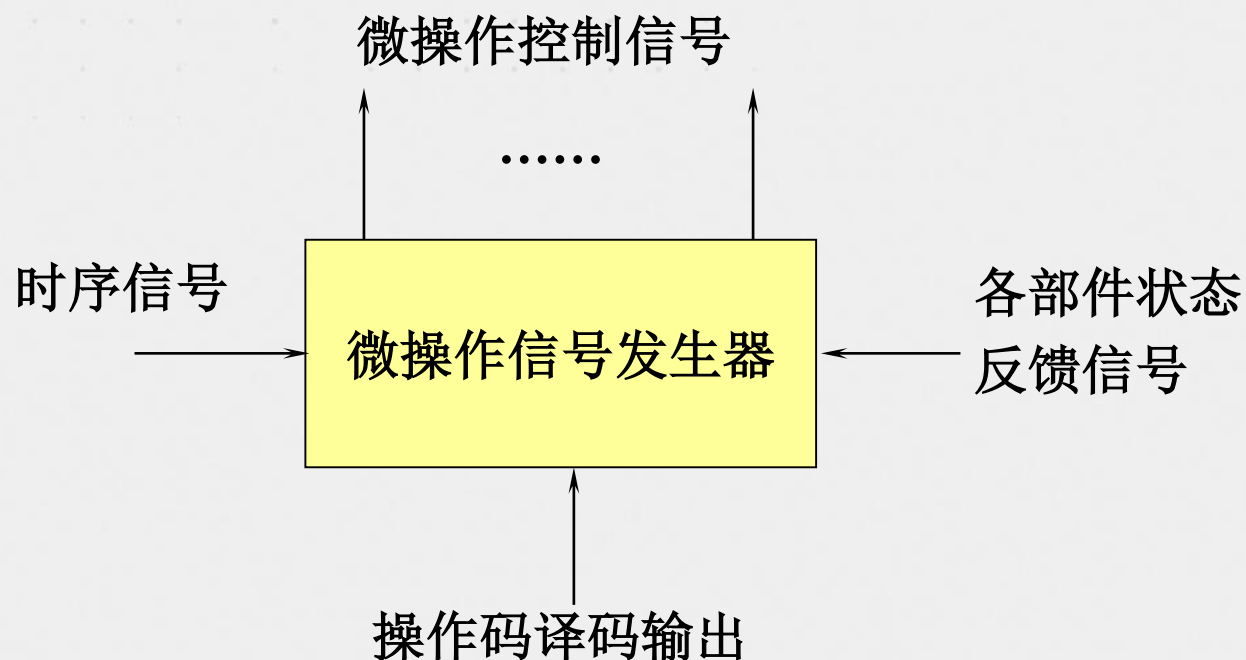 微操作控制信号
......
时序信号
微操作信号发生器
各部件状态
反馈信号
操作码译码输出